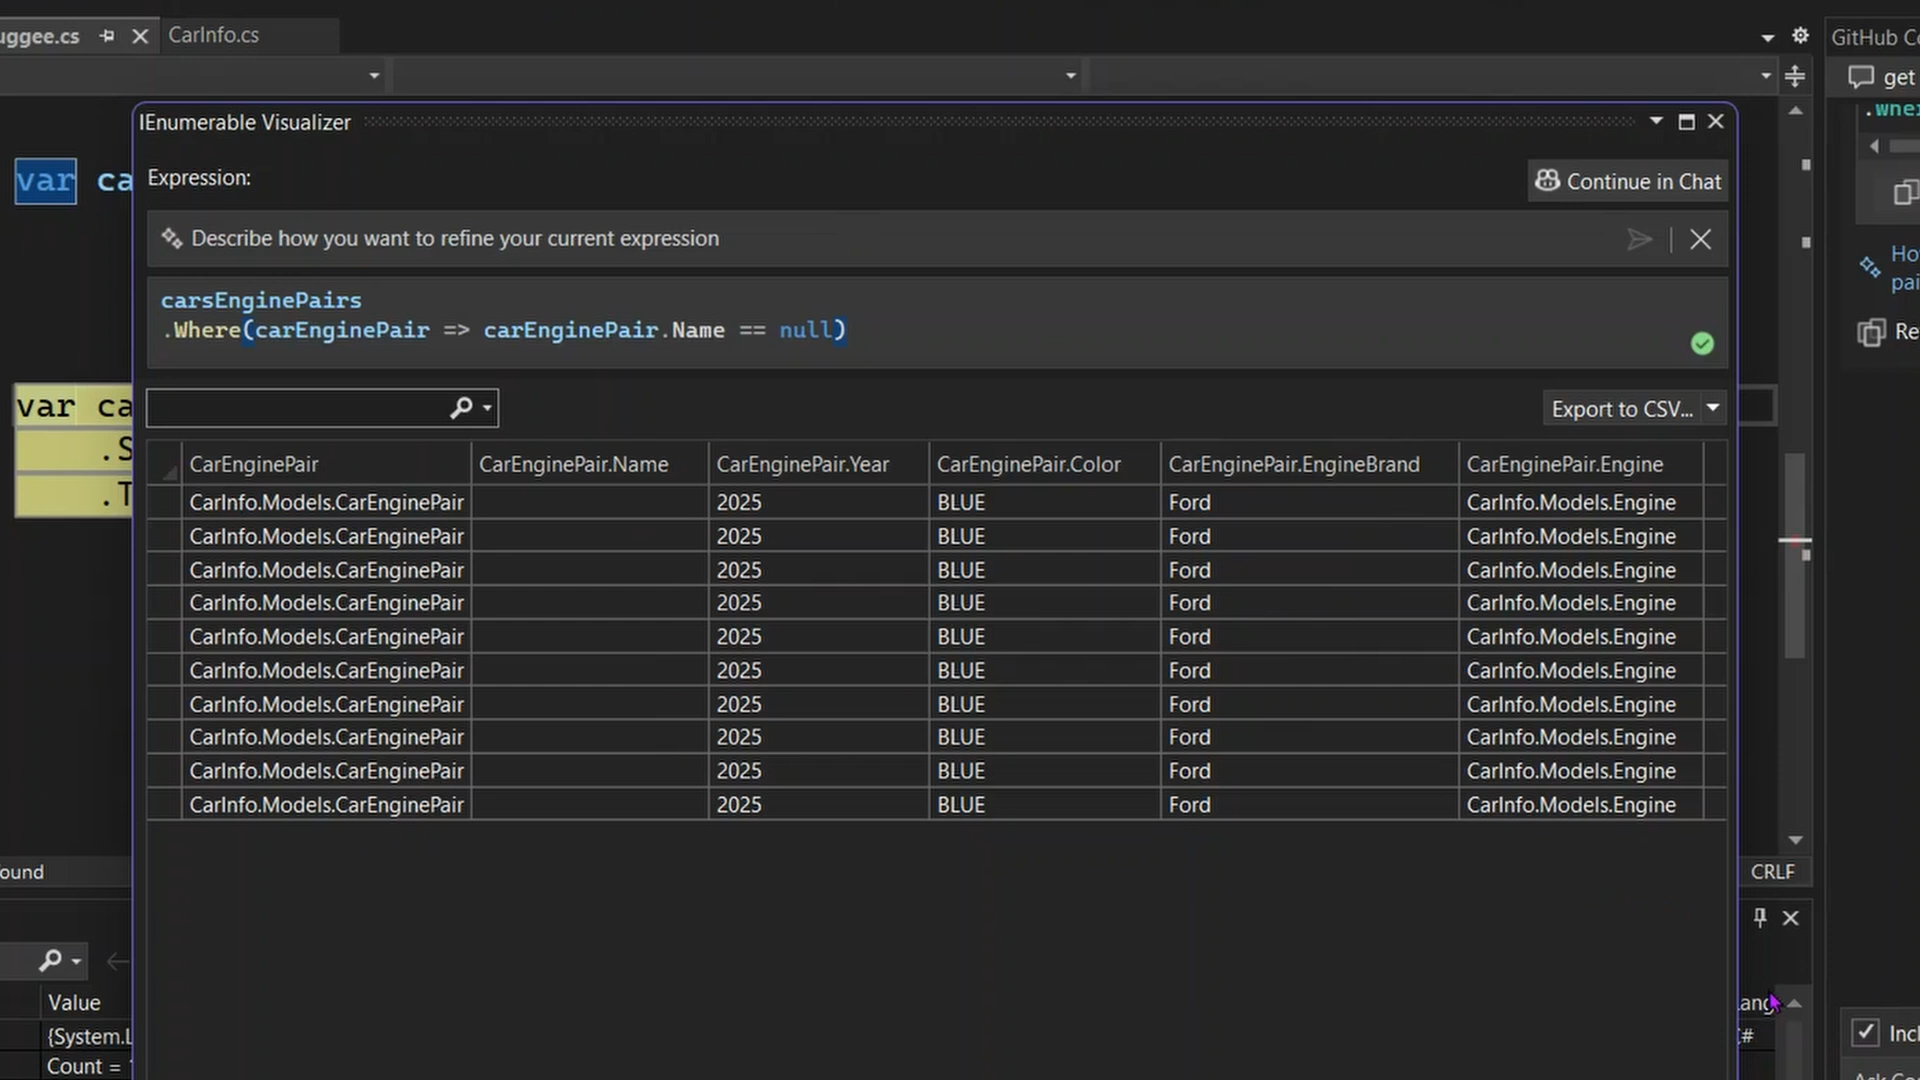 uggee.cs
CarInfo.cs
GitHub Co
get
IEnumerable Visualizer
var ca
Expression:
Continue in Chat
Describe how you want to refine your current expression
carsEnginePairs
.Where(carEnginePair => carEnginePair.Name == null)
Ho
pai
Re
var ca
.S
.T
Export to CSV...
CarEnginePair CarEnginePair.Name CarEnginePair.Year CarEnginePair.Color CarEnginePair.EngineBrand CarEnginePair.Engine
CarInfo.Models.CarEnginePair 2025 BLUE Ford CarInfo.Models.Engine
CarInfo.Models.CarEnginePair 2025 BLUE Ford CarInfo.Models.Engine
CarInfo.Models.CarEnginePair 2025 BLUE Ford CarInfo.Models.Engine
CarInfo.Models.CarEnginePair 2025 BLUE Ford CarInfo.Models.Engine
CarInfo.Models.CarEnginePair 2025 BLUE Ford CarInfo.Models.Engine
CarInfo.Models.CarEnginePair 2025 BLUE Ford CarInfo.Models.Engine
CarInfo.Models.CarEnginePair 2025 BLUE Ford CarInfo.Models.Engine
CarInfo.Models.CarEnginePair 2025 BLUE Ford CarInfo.Models.Engine
CarInfo.Models.CarEnginePair 2025 BLUE Ford CarInfo.Models.Engine
CarInfo.Models.CarEnginePair 2025 BLUE Ford CarInfo.Models.Engine
ound
CRLF
Value
{System.L
Count =
Incl